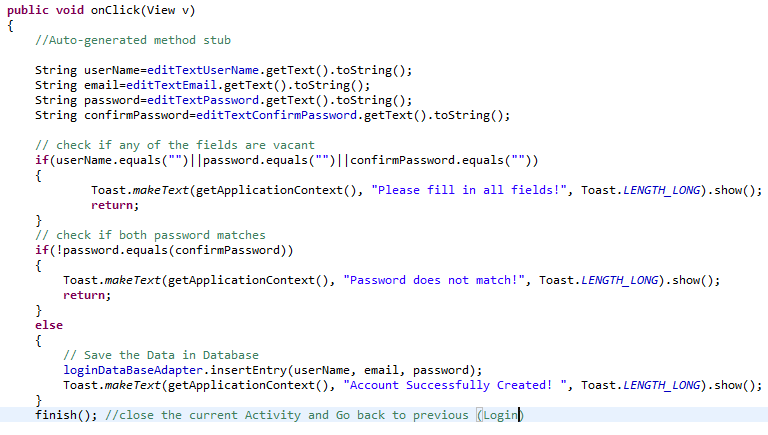 public void onClick(View v)
{
//Auto-generated method stub
String userName=editTextUserName.getText().toString();
String email=editTextEmail.getText().toString();
String password=editTextPassword.getText().toString();
String confirmPassword=editTextConfirmPassword.getText().toString();
// check if any of the fields are vacant
if(userName.equals("")||password.equals("")||confirmPassword.equals(""))
{
Toast.makeText(getApplicationContext(), "Please fill in all fields!", Toast.LENGTH_LONG).show();
return;
}
// check if both password matches
if(!password.equals(confirmPassword))
{
Toast.makeText(getApplicationContext(), "Password does not match!", Toast.LENGTH_LONG).show();
return;
}
else
{
// Save the Data in Database
loginDataBaseAdapter.insertEntry(userName, email, password);
Toast.makeText(getApplicationContext(), "Account Successfully Created! ", Toast.LENGTH_LONG).show();
}
finish(); //close the current Activity and Go back to previous (Login)